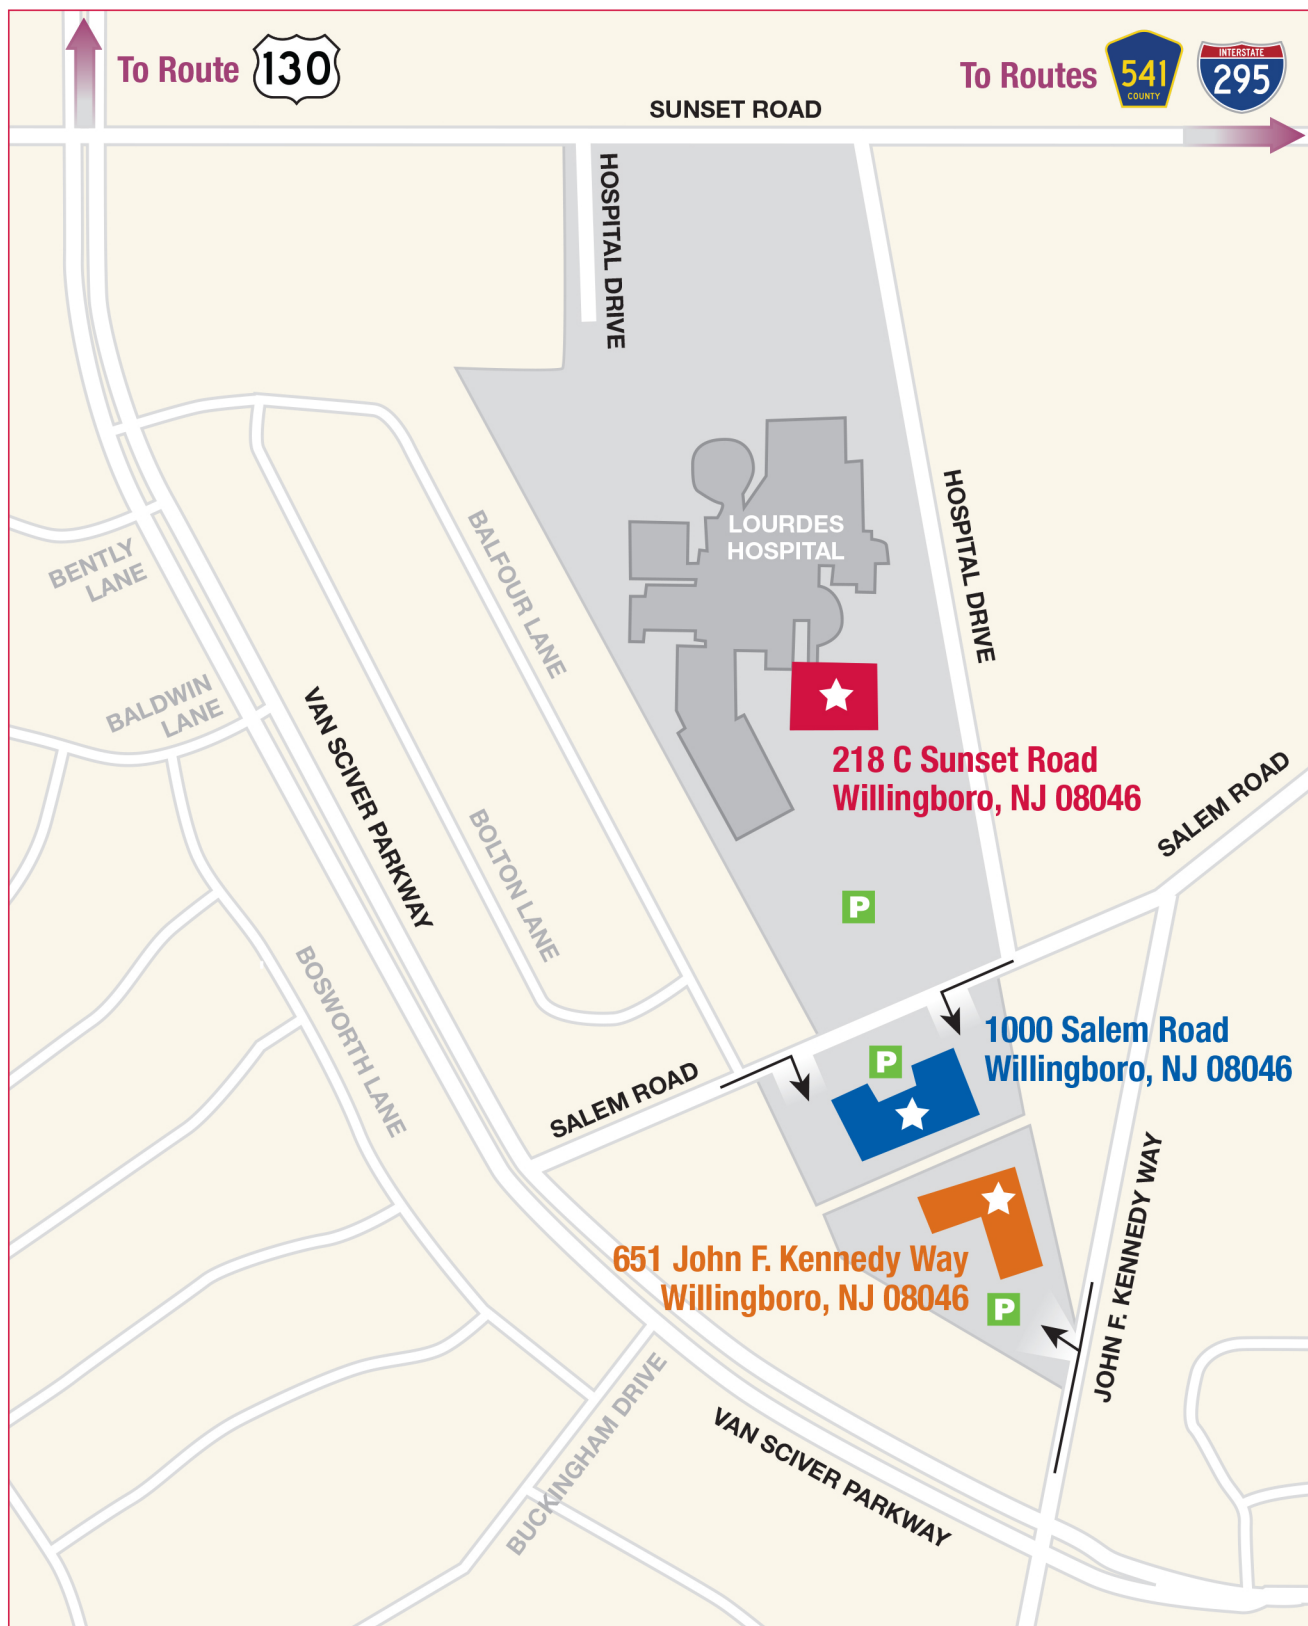 To Route 130
To Routes 541 COUNTY INTERSTATE 295
SUNSET ROAD
HOSPITAL DRIVE
LOURDES
HOSPITAL
HOSPITAL DRIVE
BALFOUR LANE
BENTLY
LANE
BALDWIN
LANE
VAN SCIVER PARKWAY
218 C Sunset Road
Willingboro, NJ 08046
SALEM ROAD
BOLTON LANE
P
BOSWORTH LANE
1000 Salem Road
Willingboro, NJ 08046
P
SALEM ROAD
651 John F. Kennedy Way
Willingboro, NJ 08046
P
JOHN F. KENNEDY WAY
BUCKINGHAM DRIVE
VAN SCIVER PARKWAY